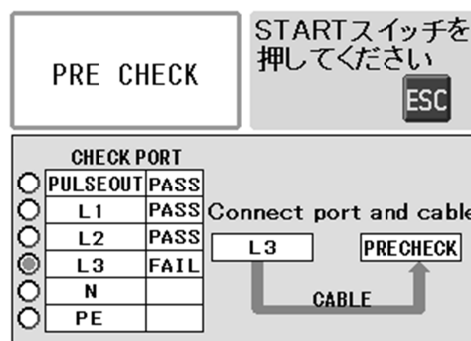 PRE CHECK
STARTスイッチを
押してください
ESC
CHECK PORT
PULSEOUT PASS
L1 PASS
L2 PASS
L3 FAIL
N
PE
Connect port and cable
L3
PRECHECK
CABLE